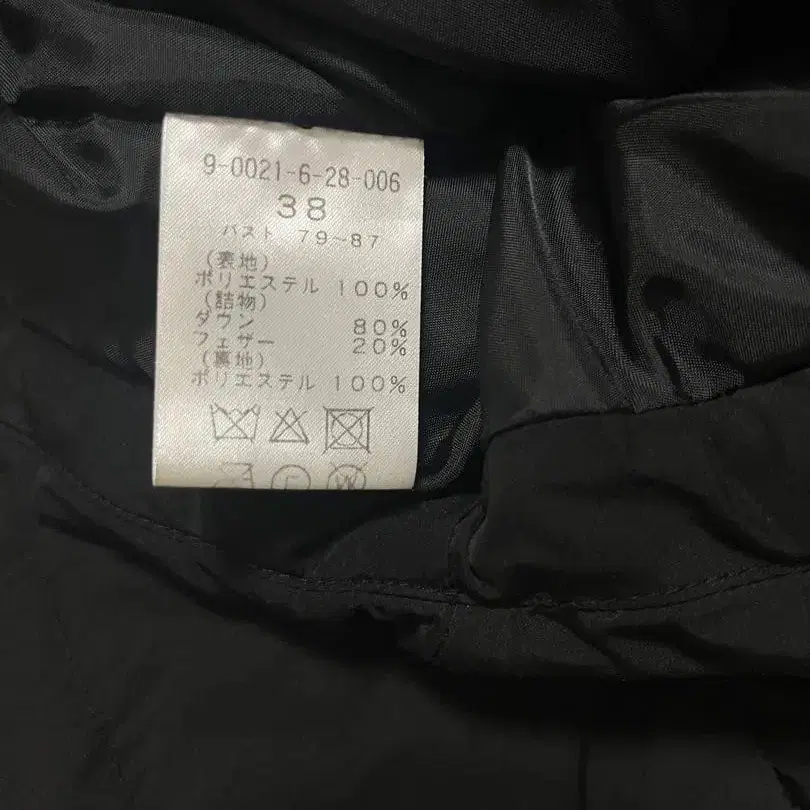 9-0021-6-28-006
38
バスト 79-87
(表地)
ポリエステル 100%
(詰物)
ダウン 80%
フェザー 20%
(裏地)
ポリエステル 100%